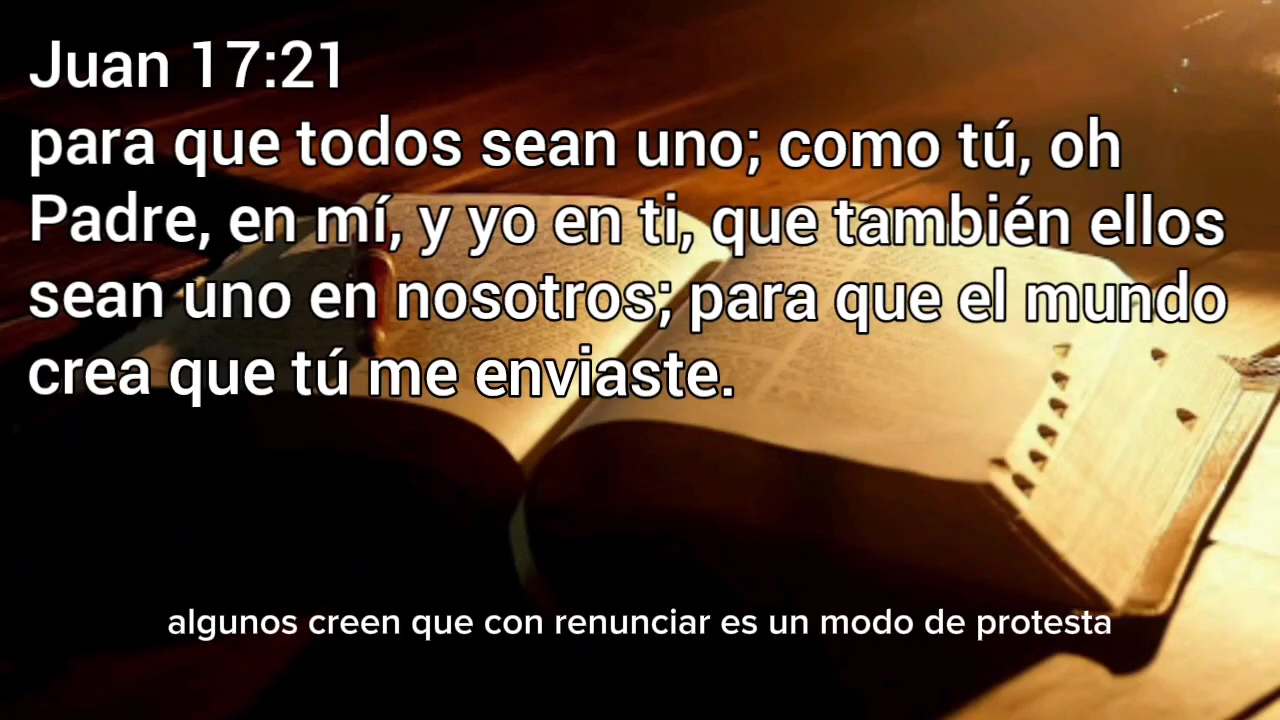 Juan 17:21
para que todos sean uno; como tú, oh
Padre, en mí, y yo en ti, que también ellos
sean uno en nosotros; para que el mundo
crea que tú me enviaste.
algunos creen que con renunciar es un modo de protesta